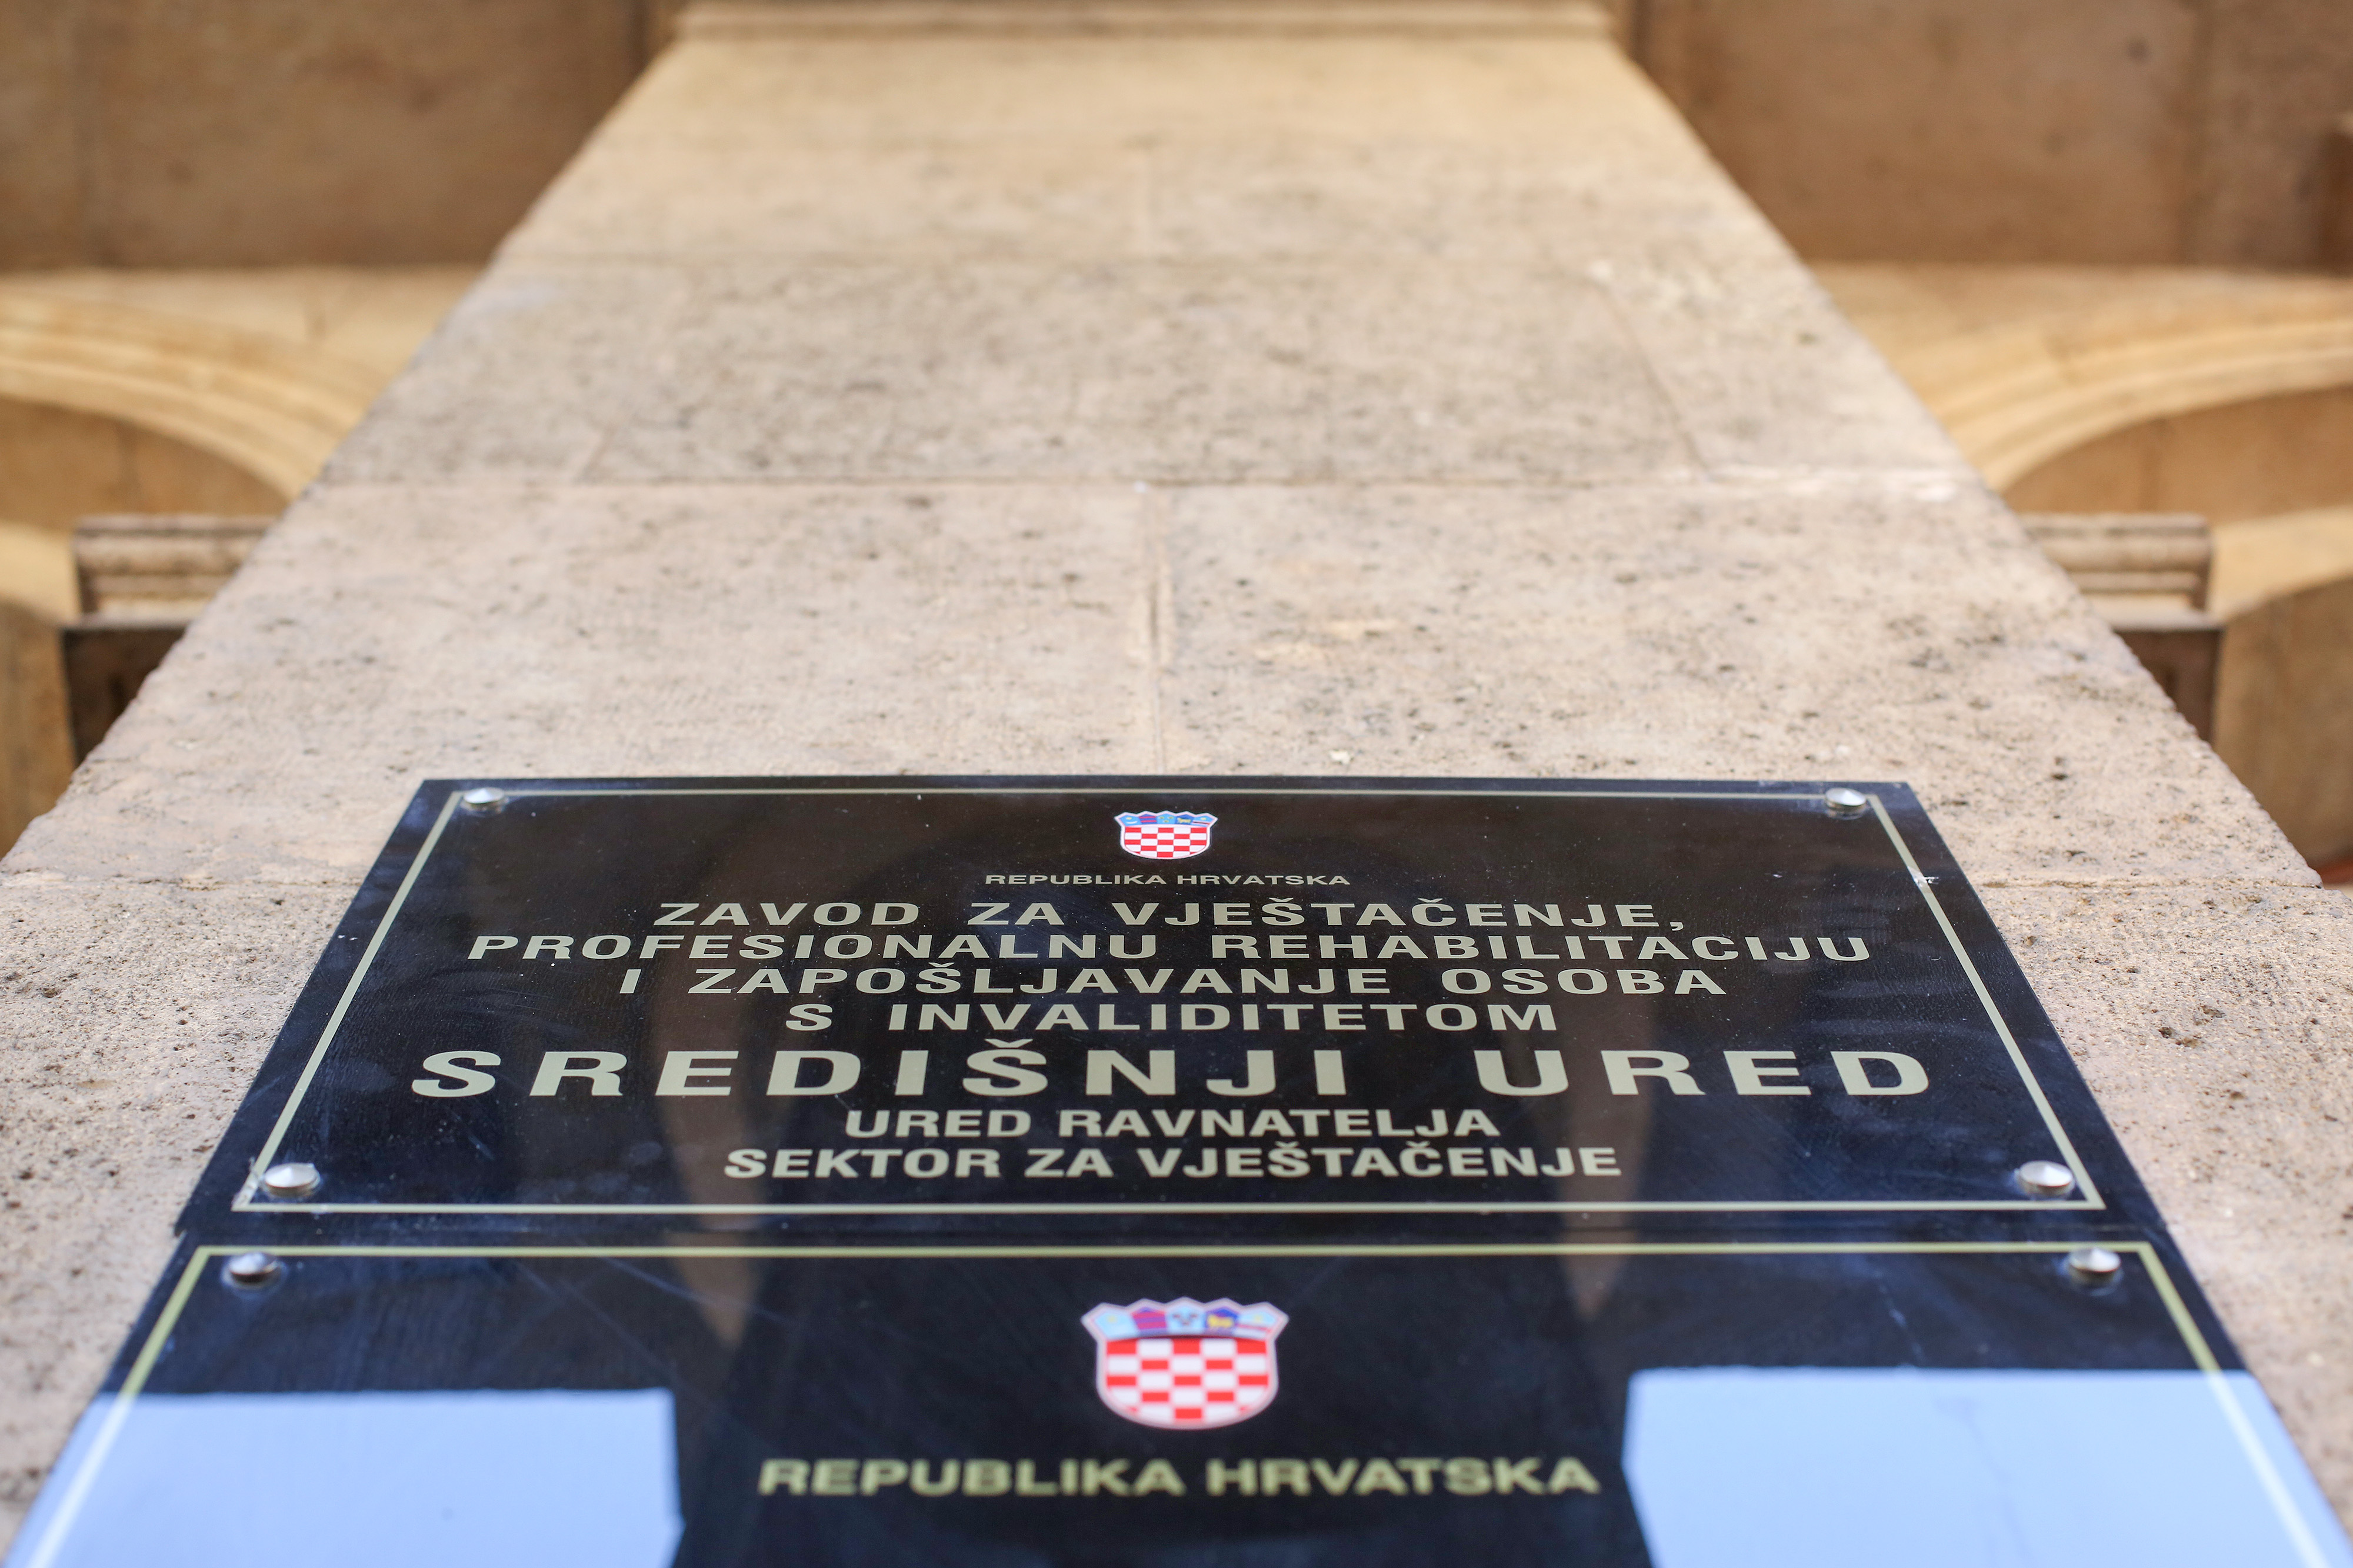 REPUBLIKA HRVATSKA
ZAVOD ZA VJEŠTAČENJE,
PROFESIONALNU REHABILITACIJU
I ZAPOŠLJAVANJE OSOBA
S INVALIDITETOM
SREDIŠNJI URED
URED RAVNATELJA
SEKTOR ZA VJEŠTAČENJE
REPUBLIKA HRVATSKA